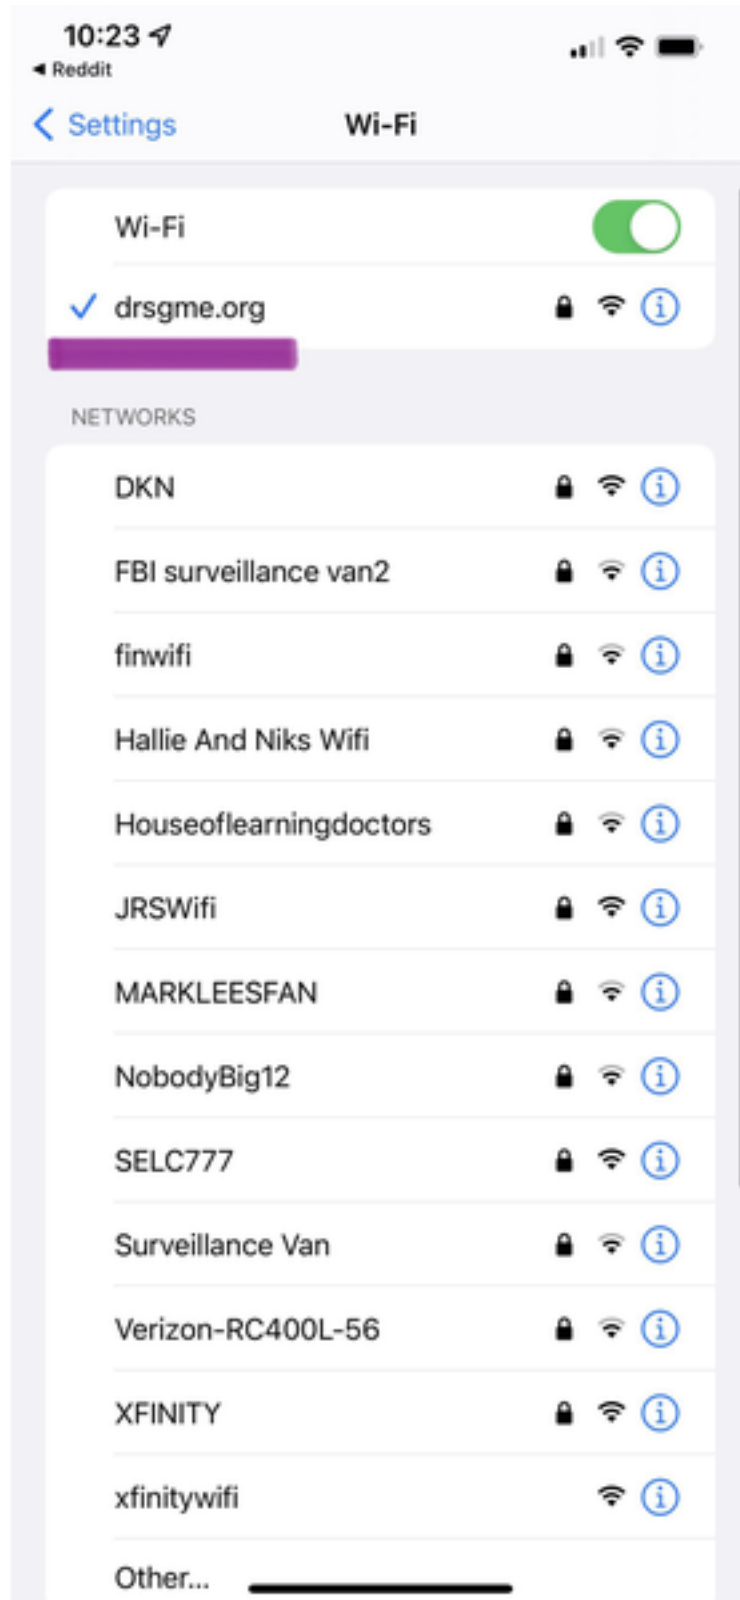 10:23
◀ Reddit
Settings
Wi-Fi
Wi-Fi
drsgme.org
NETWORKS
DKN
FBI surveillance van2
finwifi
Hallie And Niks Wifi
Houseoflearningdoctors
JRSWifi
MARKLEESFAN
NobodyBig12
SELC777
Surveillance Van
Verizon-RC400L-56
XFINITY
xfinitywifi
Other...